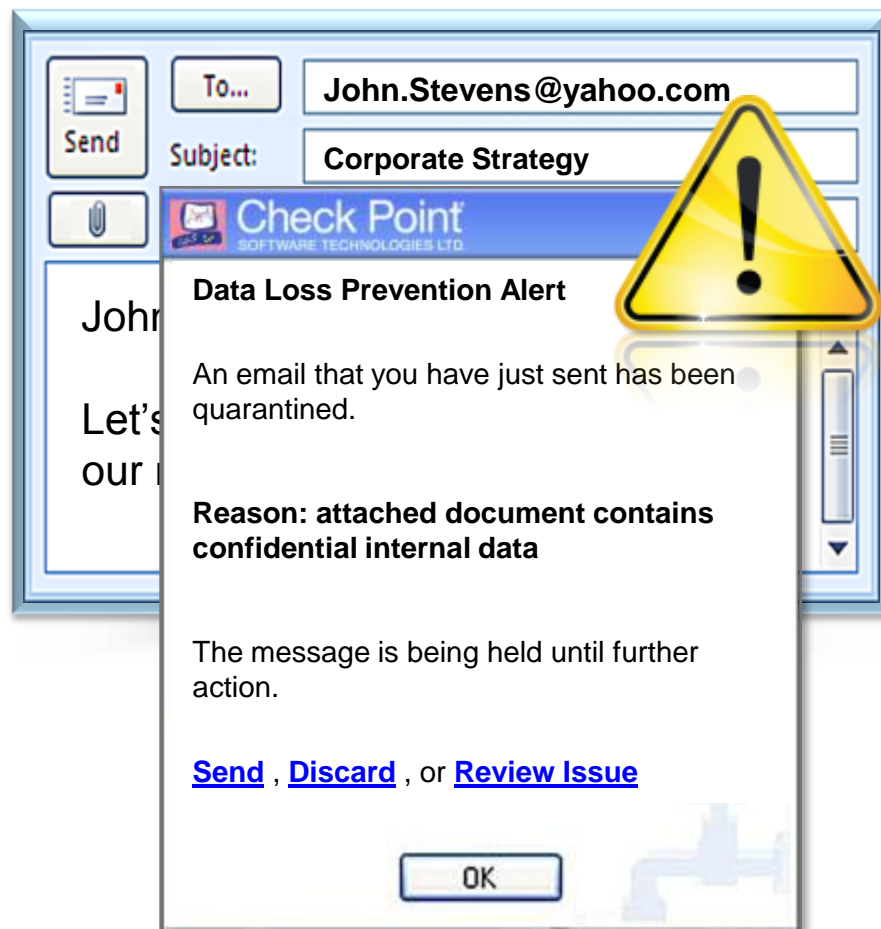 To...
John.Stevens@yahoo.com
Send
Subject:
Corporate Strategy
Check Point
SOFTWARE TECHNOLOGIES LTD.
Data Loss Prevention Alert
An email that you have just sent has been
quarantined.
Let's
our
Reason: attached document contains
confidential internal data
The message is being held until further
action.
Send , Discard , or Review Issue
OK